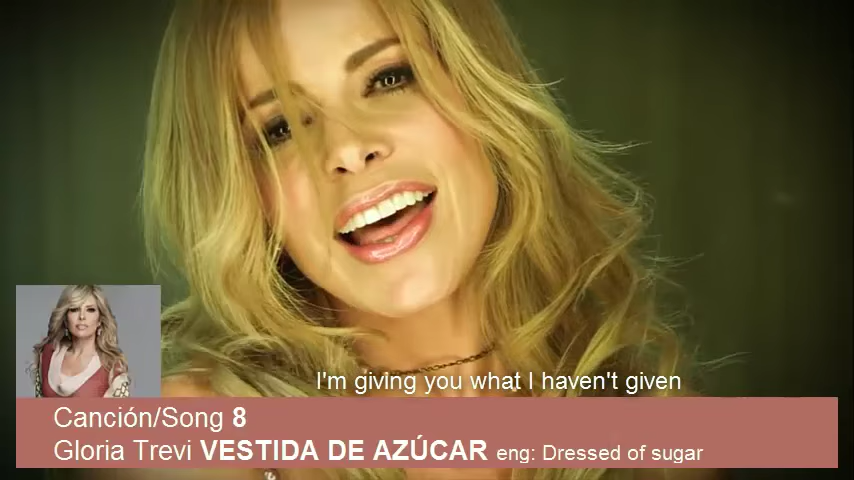 I'm giving you what I haven't given
Canción/Song 8
Gloria Trevi VESTIDA DE AZÚCAR eng: Dressed of sugar